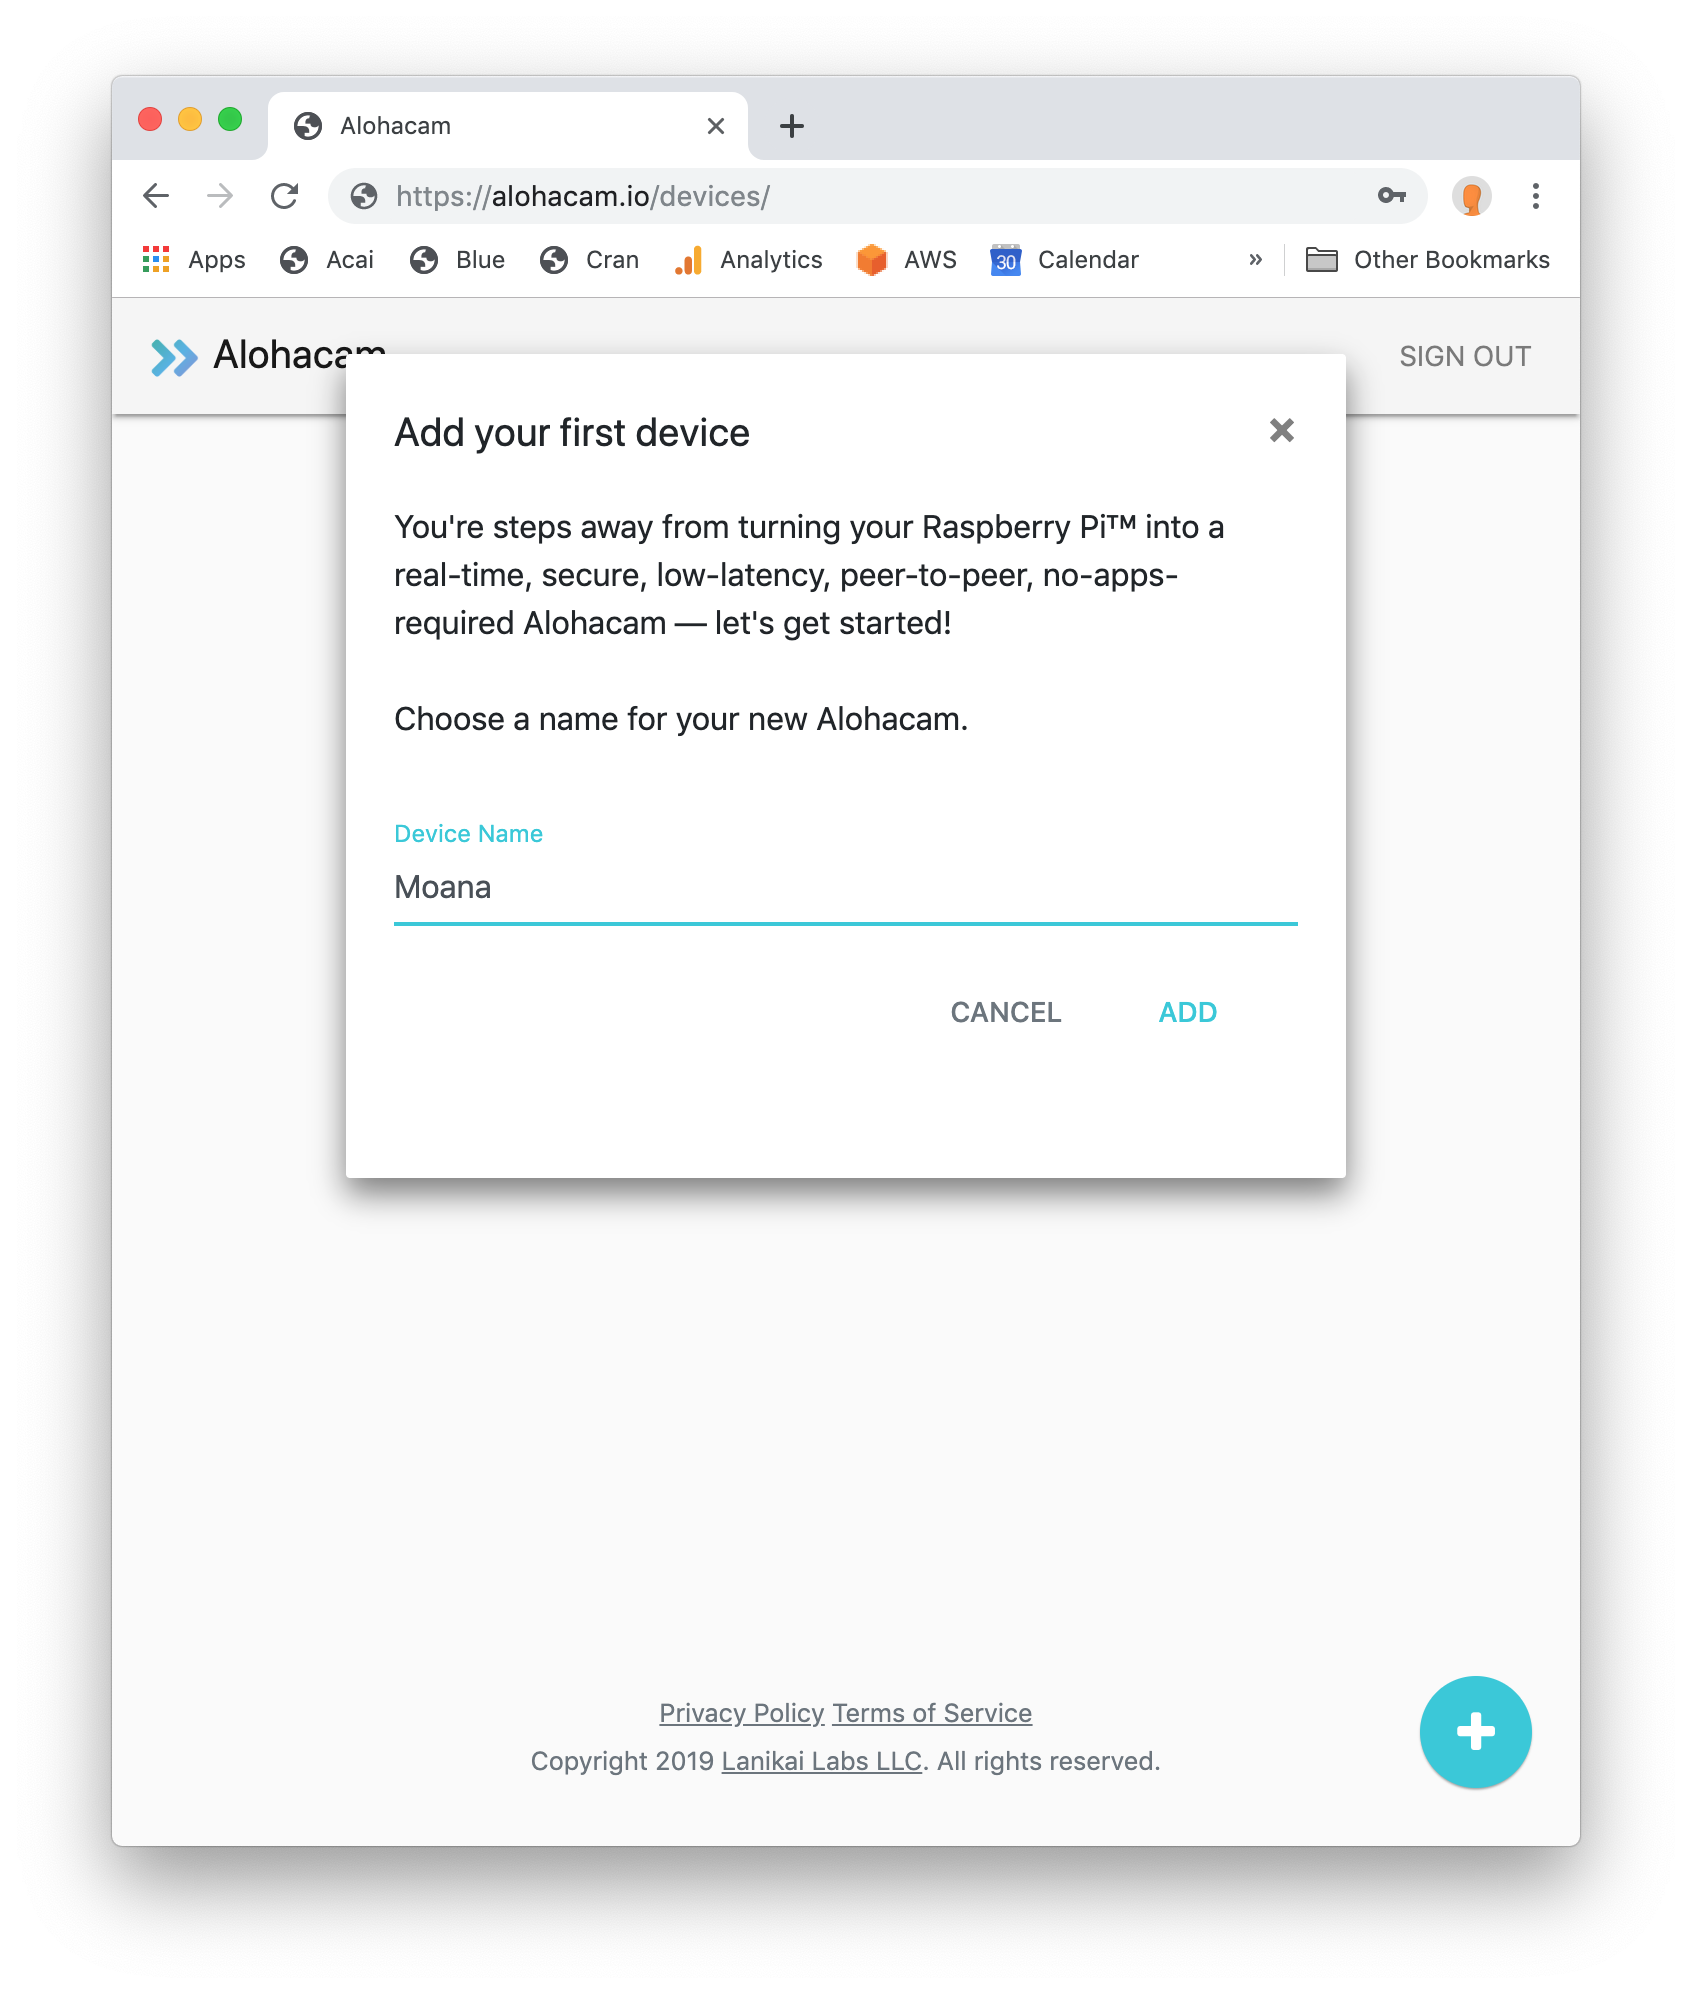 Alohacam
https://alohacam.io/devices/
Apps Acai Blue Cran Analytics AWS 30 Calendar » Other Bookmarks
Alohacam SIGN OUT
Add your first device
You're steps away from turning your Raspberry Pi™ into a
real-time, secure, low-latency, peer-to-peer, no-apps-
required Alohacam — let's get started!
Choose a name for your new Alohacam.
Device Name
Moana
CANCEL ADD
Privacy Policy Terms of Service
Copyright 2019 Lanikai Labs LLC. All rights reserved.